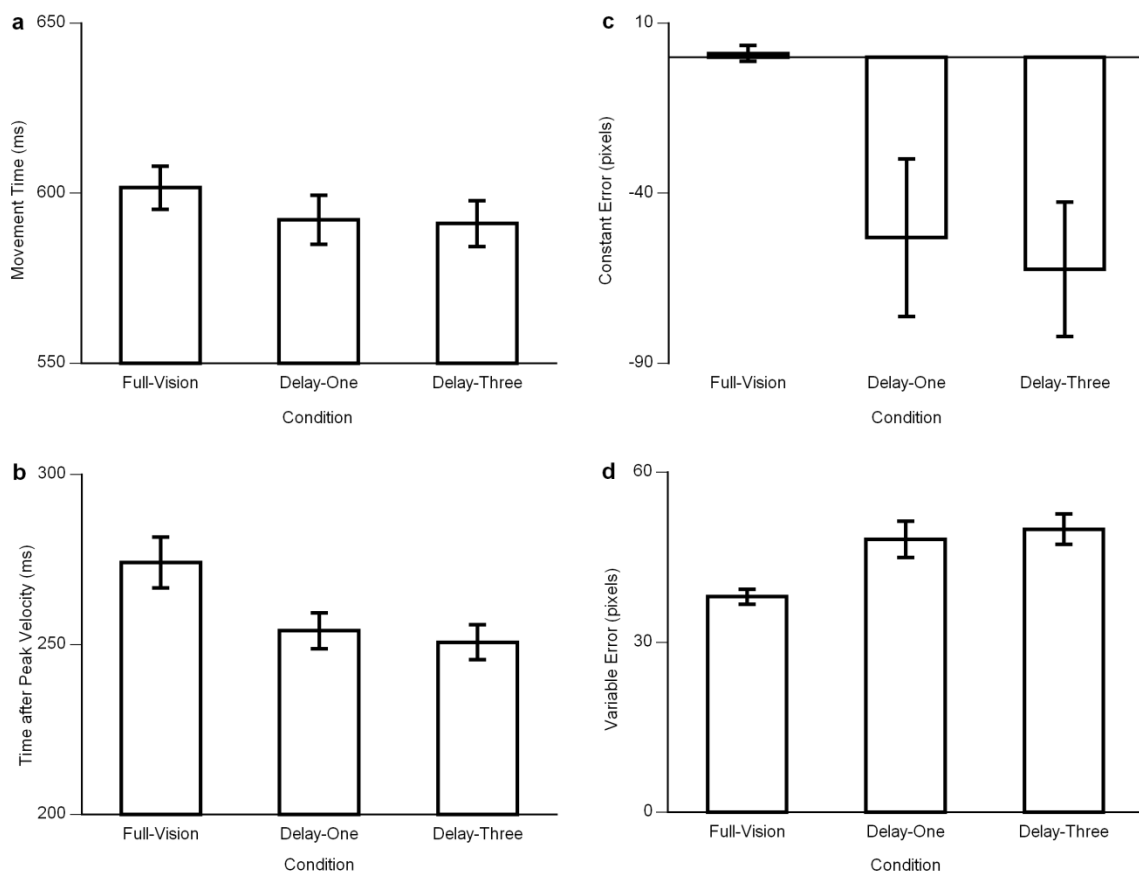 a
650
600
550
Movement Time (ms)
Full-Vision Delay-One Delay-Three
Condition
c
10
-40
-90
Constant Error (pixels)
Full-Vision Delay-One Delay-Three
Condition
b
300
250
200
Time after Peak Velocity (ms)
Full-Vision Delay-One Delay-Three
Condition
d
60
30
0
Variable Error (pixels)
Full-Vision Delay-One Delay-Three
Condition